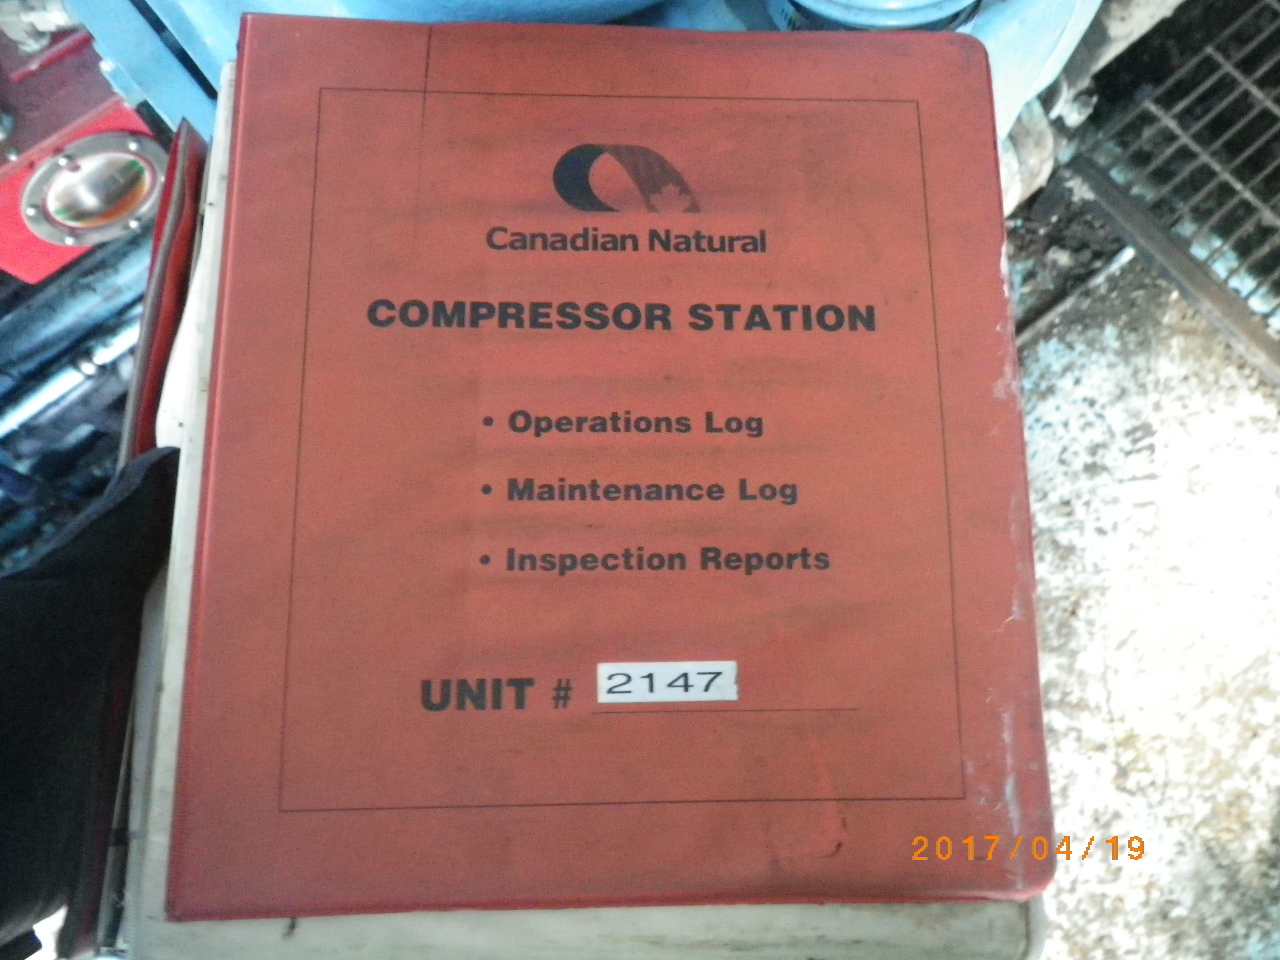 Canadian Natural
COMPRESSOR STATION
• Operations Log
• Maintenance Log
• Inspection Reports
UNIT # 2147
2017/04/19